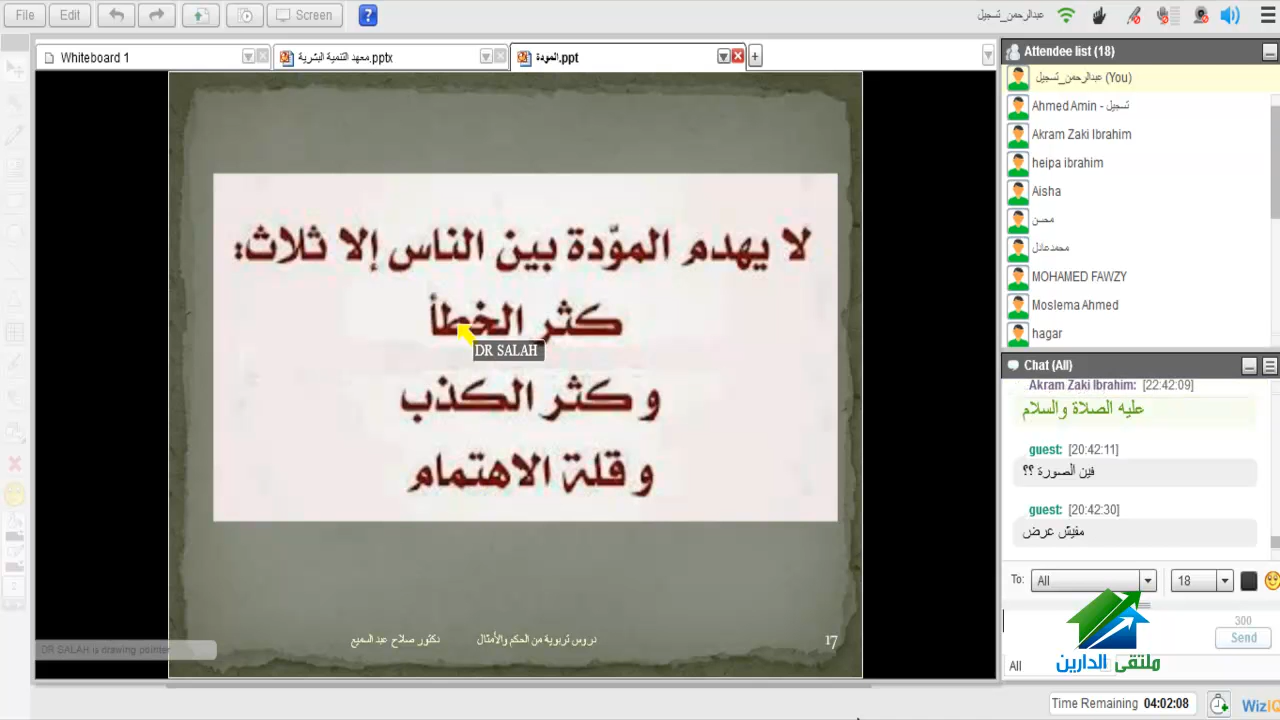 File Edit Screen ?
عبدالرحمن_تسجيل
Whiteboard 1
معهد التنمية البشرية.pptx
المودة.ppt
لا يهدم المودّة بين الناس إلا ثلاث:
كثر الخطأ
DR SALAH
و كثر الكذب
و قلة الاهتمام
دروس تربوية من الحكم والأمثال
دكتور صلاح عبد السميع
17
DR SALAH is drawing pointer
Attendee list (18)
عبدالرحمن_تسجيل (You)
Ahmed Amin - تسجيل
Akram Zaki Ibrahim
heipa ibrahim
Aisha
محسن
محمدعادل
MOHAMED FAWZY
Moslema Ahmed
hagar
Chat (All)
Akram Zaki Ibrahim: [22:42:09]
عليه الصلاة والسلام
guest: [20:42:11]
فين الصورة ؟؟
guest: [20:42:30]
مفيش عرض
To: All 18
300
Send
All
ملتقى الدارين
Time Remaining 04:02:08
WizIQ